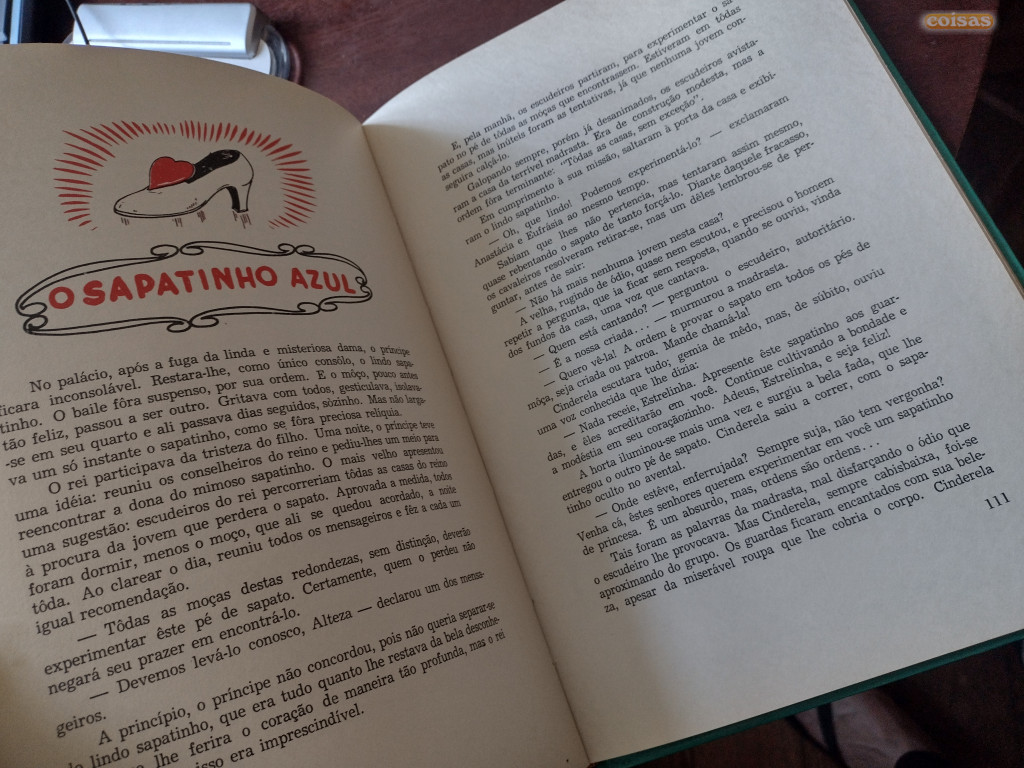 coisas
O SAPATINHO AZUL
No palácio, após a fuga da linda e misteriosa dama, o príncipe
ficara inconsolável. Restara-lhe, como único consôlo, o lindo sapa-
tinho. O baile fôra suspenso, por sua ordem. E o môço, pouco antes
tão feliz, passou a ser outro. Gritava com todos, gesticulava, isolava-
-se em seu quarto e ali passava dias seguidos, sòzinho. Mas não larga-
va um só instante o sapatinho, como se fôra preciosa relíquia.
O rei participava da tristeza do filho. Uma noite, o príncipe teve
uma idéia: reuniu os conselheiros do reino e pediu-lhes um meio para
reencontrar a dona do mimoso sapatinho. O mais velho apresentou
uma sugestão: escudeiros do rei percorreriam tôdas as casas do reino
à procura da jovem que perdera o sapato. Aprovada a medida, todos
foram dormir, menos o moço, que ali se quedou acordado, a noite
tôda. Ao clarear o dia, reuniu todos os mensageiros e fêz a cada um
igual recomendação.
— Tôdas as moças destas redondezas, sem distinção, deverão
experimentar êste pé de sapato. Certamente, quem o perdeu não
negará seu prazer em encontrá-lo.
— Devemos levá-lo conosco, Alteza — declarou um dos mensa-
geiros.
A princípio, o príncipe não concordou, pois não queria separar-se
do lindo sapatinho, que era tudo quanto lhe restava da bela desconhe-
lhe ferira o coração de maneira tão profunda, mas o rei
isso era imprescindível.
E, pela manhã, os escudeiros partiram, para experimentar o sa-
pato no pé de tôdas as môças que encontrassem. Estiveram em tôdas
as casas, mas inúteis foram as tentativas, já que nenhuma jovem con-
seguira calçá-lo.
Galopando sempre, porém já desanimados, os escudeiros avista-
ram a casa da terrível madrasta. Era de construção modesta, mas a
ordem fôra terminante: "Tôdas as casas, sem exceção".
Em cumprimento à sua missão, saltaram à porta da casa e exibi-
ram o lindo sapatinho.
— Oh, que lindo! Podemos experimentá-lo? — exclamaram
Anastácia e Eufrásia ao mesmo tempo.
Sabiam que lhes não pertencia, mas tentaram assim mesmo,
quase rebentando o sapato de tanto forçá-lo. Diante daquele fracasso,
os cavaleiros resolveram retirar-se, mas um dêles lembrou-se de per-
guntar, antes de sair:
— Não há mais nenhuma jovem nesta casa?
A velha, rugindo de ódio, quase nem escutou, e precisou o homem
repetir a pergunta, que ia ficar sem resposta, quando se ouviu, vinda
dos fundos da casa, uma voz que cantava.
— Quem está cantando? — perguntou o escudeiro, autoritário.
— É a nossa criada... — murmurou a madrasta.
— Quero vê-la! A ordem é provar o sapato em todos os pés de
môça, seja criada ou patroa. Mande chamá-la!
Cinderela escutara tudo; gemia de mêdo, mas, de súbito, ouviu
uma voz conhecida que lhe dizia:
— Nada receie, Estrelinha. Apresente êste sapatinho aos guar-
das, e êles acreditarão em você. Continue cultivando a bondade e
a modéstia em seu coraçãozinho. Adeus, Estrelinha, e seja feliz!
A horta iluminou-se mais uma vez e surgiu a bela fada, que lhe
entregou o outro pé de sapato. Cinderela saiu a correr, com o sapa-
tinho oculto no avental.
— Onde estêve, enferrujada? Sempre suja, não tem vergonha?
Venha cá, êstes senhores querem experimentar em você um sapatinho
de princesa. É um absurdo, mas, ordens são ordens...
Tais foram as palavras da madrasta, mal disfarçando o ódio que
o escudeiro lhe provocava. Mas Cinderela, sempre cabisbaixa, foi-se
aproximando do grupo. Os guardas ficaram encantados com sua bele-
za, apesar da miserável roupa que lhe cobria o corpo. Cinderela
111